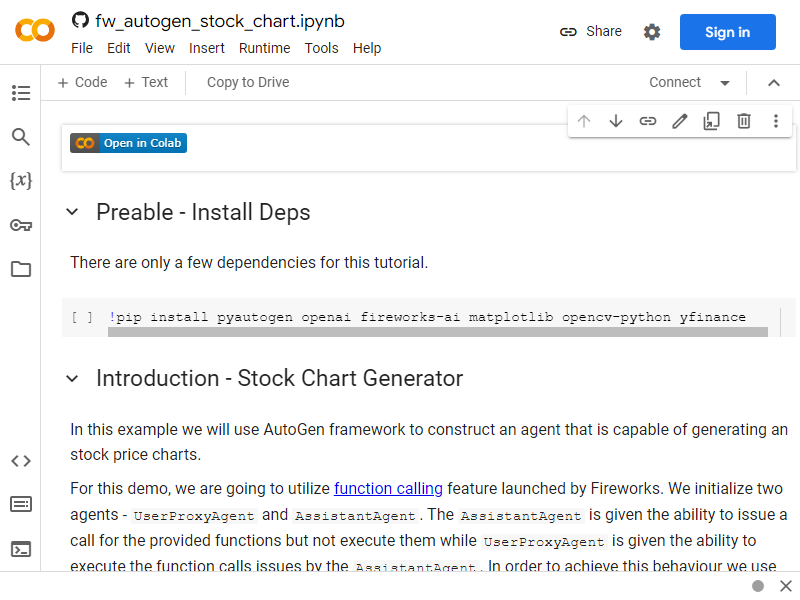 fw_autogen_stock_chart.ipynb
File Edit View Insert Runtime Tools Help
Share
Sign in
+ Code + Text Copy to Drive
Connect
Open in Colab
{x}
Preable - Install Deps
There are only a few dependencies for this tutorial.
[ ] !pip install pyautogen openai fireworks-ai matplotlib opencv-python yfinance
Introduction - Stock Chart Generator
In this example we will use AutoGen framework to construct an agent that is capable of generating an
stock price charts.
For this demo, we are going to utilize function calling feature launched by Fireworks. We initialize two
agents - UserProxyAgent and AssistantAgent. The AssistantAgent is given the ability to issue a
call for the provided functions but not execute them while UserProxyAgent is given the ability to
execute the function calls issues by the AssistantAgent. In order to achieve this behaviour we use